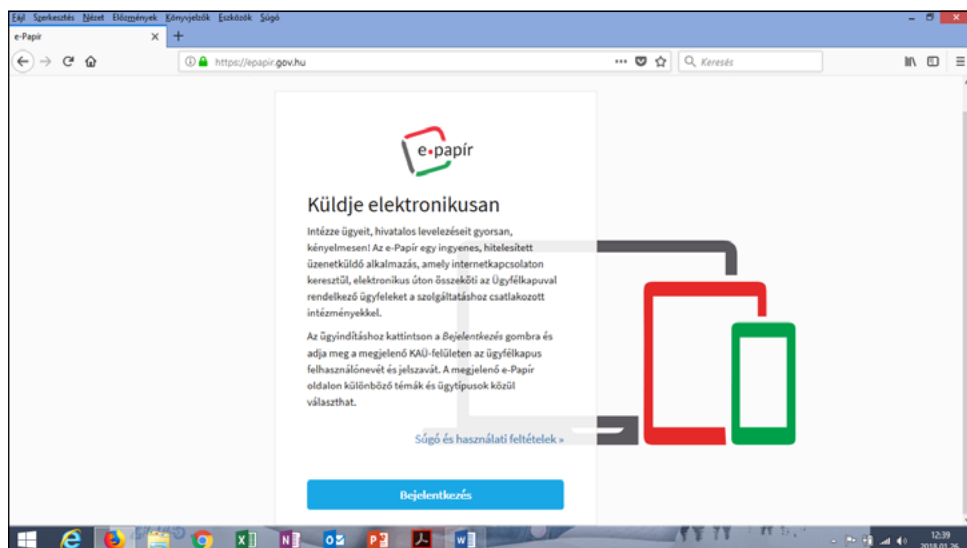 Fájl Szerkesztés Nézet Előzmények Könyvjelzők Eszközök Súgó
e-Papír
https://epapir.gov.hu
Keresés
e-papír
Küldje elektronikusan
Intézze ügyeit, hivatalos levelezéseit gyorsan,
kényelmesen! Az e-Papír egy ingyenes, hitelesített
üzenetküldő alkalmazás, amely internetkapcsolaton
keresztül, elektronikus úton összeköti az Ügyfélkapuval
rendelkező ügyfeleket a szolgáltatáshoz csatlakozott
intézményekkel.
Az ügyindításhoz kattintson a Bejelentkezés gombra és
adja meg a megjelenő KAÜ-felületen az ügyfélkapus
felhasználónevét és jelszavát. A megjelenő e-Papír
oldalon különböző témák és ügytípusok közül
választhat.
Súgó és használati feltételek »
Bejelentkezés
12:39
2018.01.26